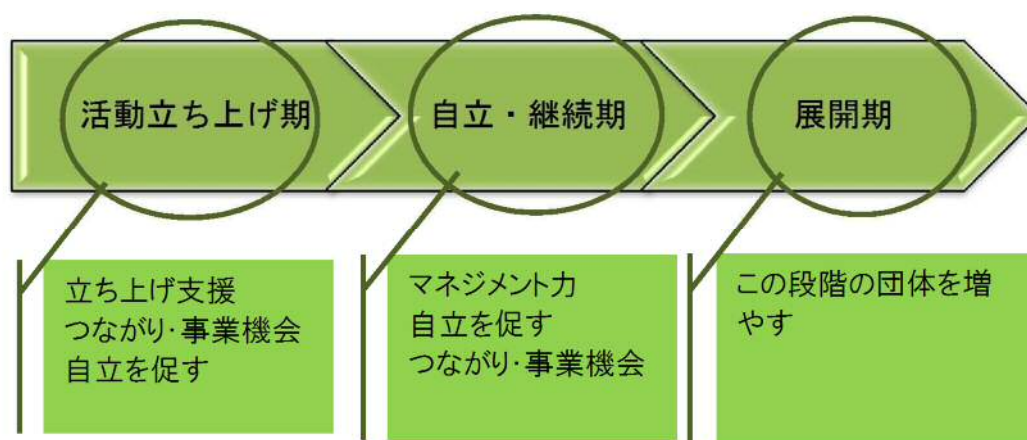 活動立ち上げ期
自立・継続期
展開期
立ち上げ支援
つながり・事業機会
自立を促す
マネジメント力
自立を促す
つながり・事業機会
この段階の団体を増
やす